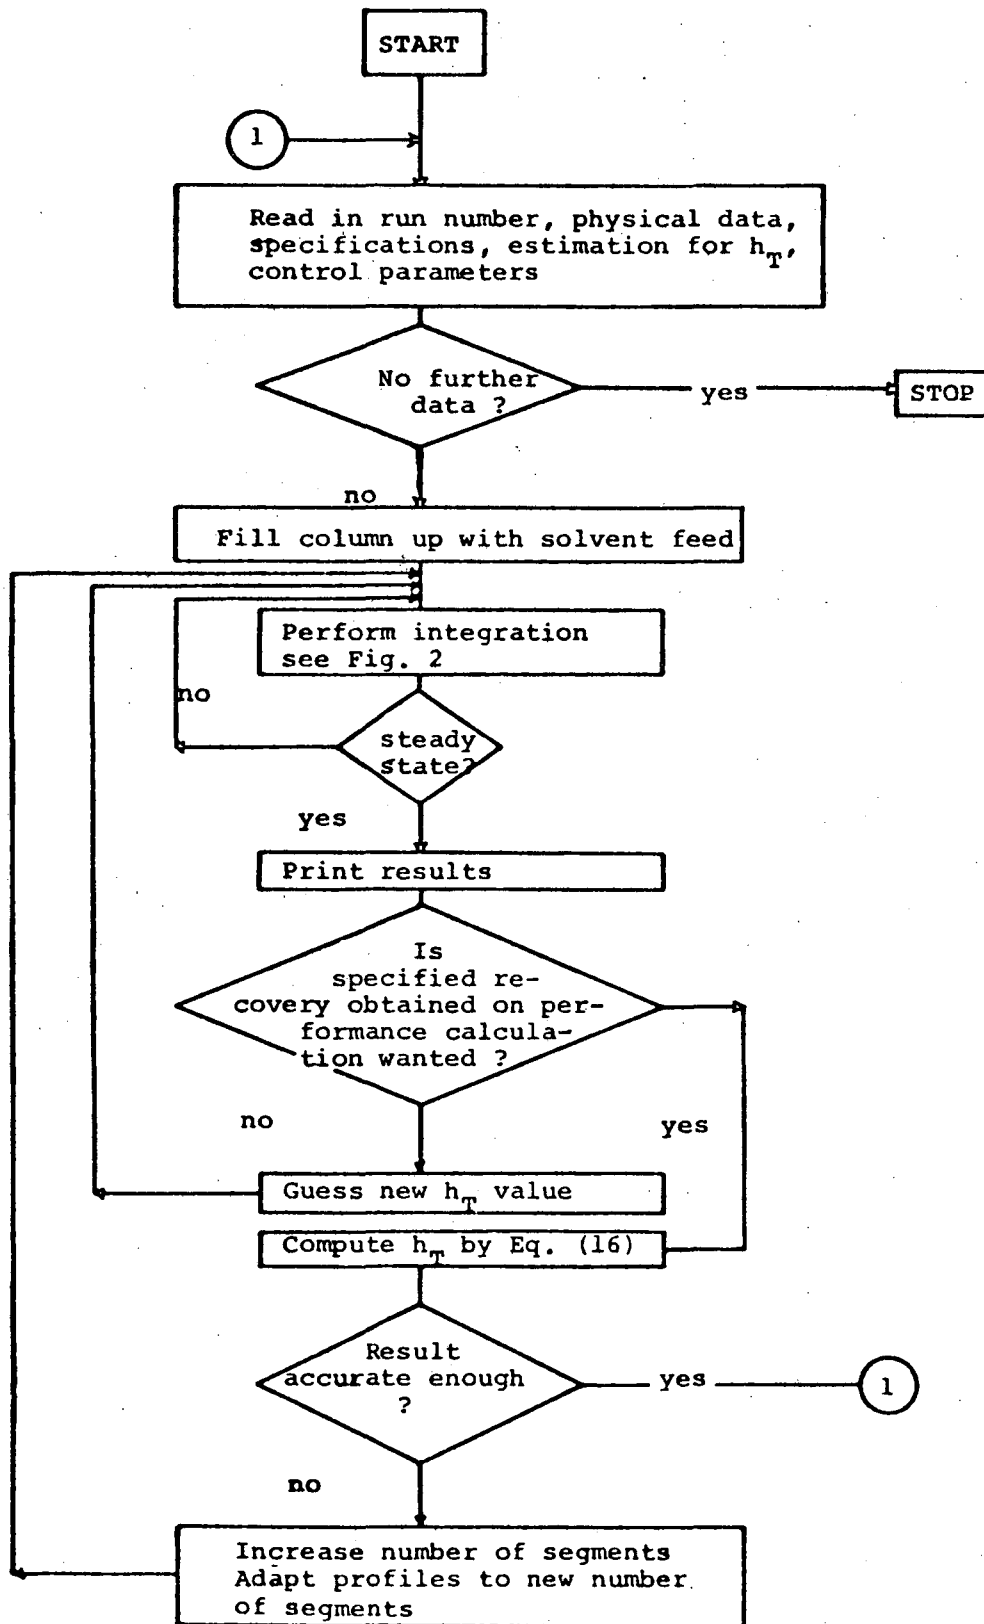 START
1
Read in run number, physical data,
specifications, estimation for h_T,
control parameters
No further
data ?
yes
STOP
no
Fill column up with solvent feed
Perform integration
see Fig. 2
no
steady
state?
yes
Print results
Is
specified re-
covery obtained on per-
formance calcula-
tion wanted ?
no
yes
Guess new h_T value
Compute h_T by Eq. (16)
Result
accurate enough
?
yes
1
no
Increase number of segments
Adapt profiles to new number
of segments